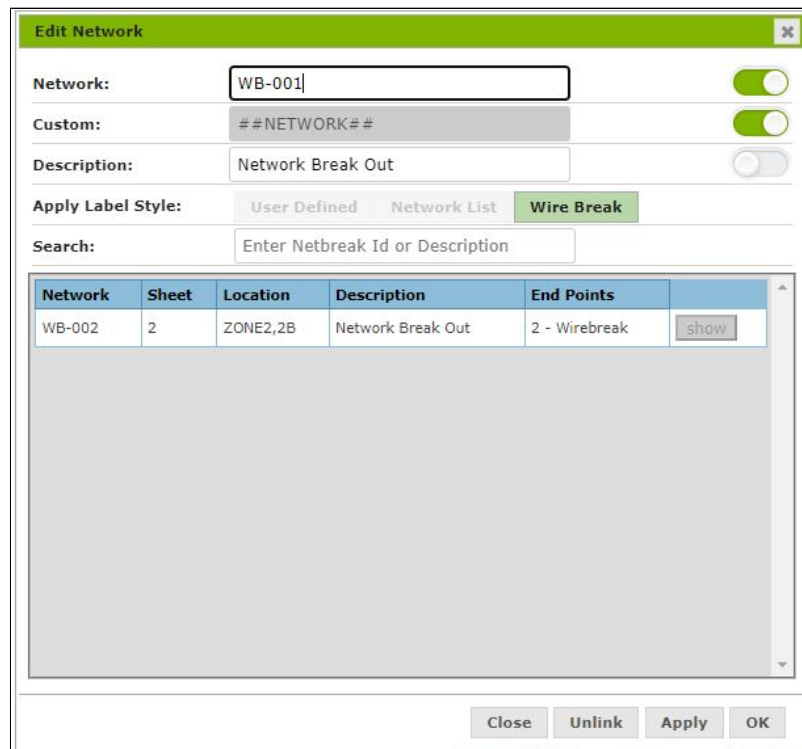 Edit Network
Network: WB-001
Custom: ##NETWORK##
Description: Network Break Out
Apply Label Style: User Defined Network List Wire Break
Search: Enter Netbreak Id or Description
Network Sheet Location Description End Points
WB-002 2 ZONE2,2B Network Break Out 2 - Wirebreak show
Close Unlink Apply OK